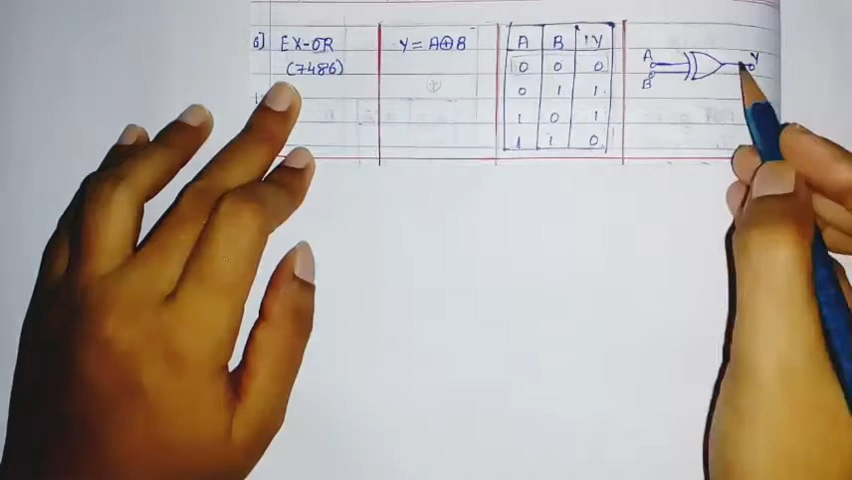 6] EX-OR
(7486)
Y = A⊕B
⊕
A B Y
0 0 0
0 1 1
1 0 1
1 1 0
A
B
Y